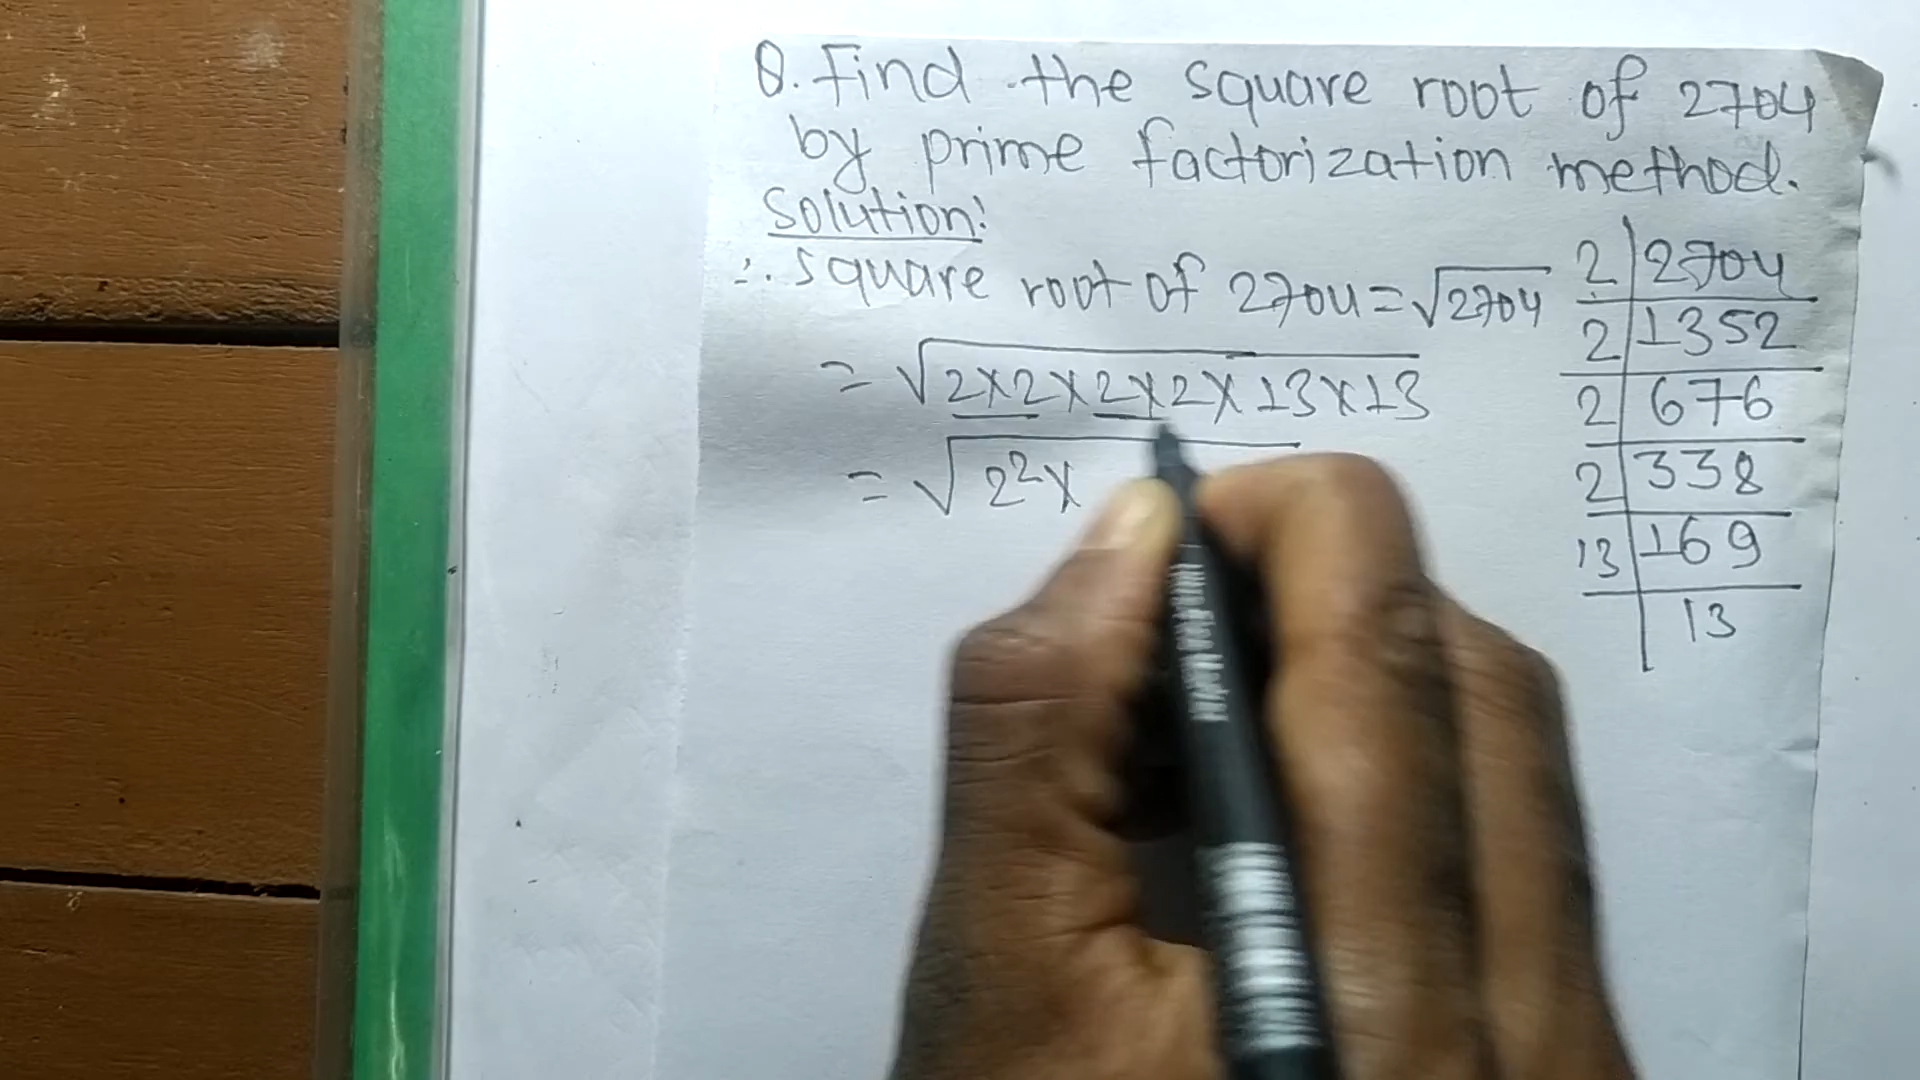 Q. Find the square root of 2704
by prime factorization method.
Solution:
∴ Square root of 2704 = √2704
= √2×2×2×2×13×13
= √2²×
2 | 2704
2 | 1352
2 | 676
2 | 338
13 | 169
13